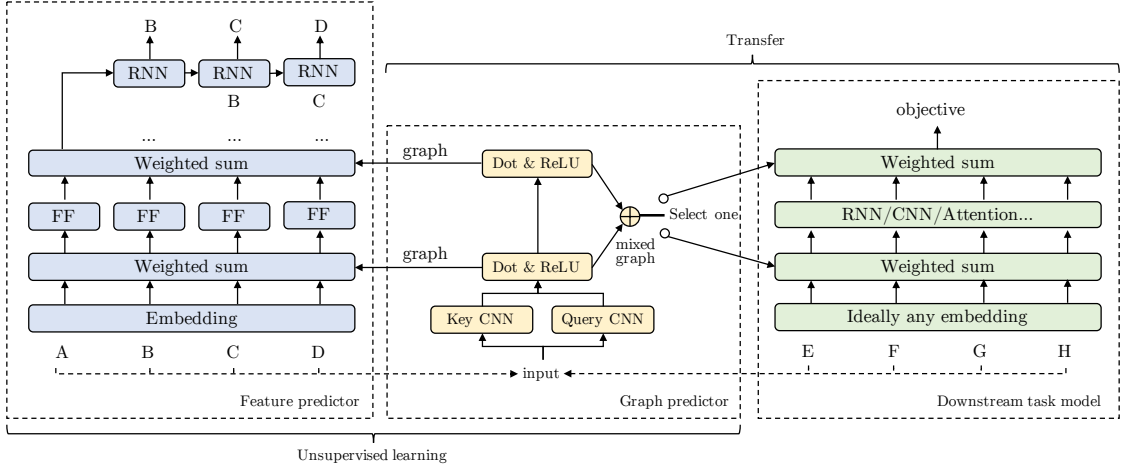 B C D
RNN RNN RNN
B C
... ... ...
Weighted sum
FF FF FF FF
Weighted sum
Embedding
A B C D
Feature predictor
Unsupervised learning
Transfer
graph
Dot & ReLU
graph
Dot & ReLU
Select one
mixed
graph
Key CNN Query CNN
input
Graph predictor
objective
Weighted sum
RNN/CNN/Attention...
Weighted sum
Ideally any embedding
E F G H
Downstream task model